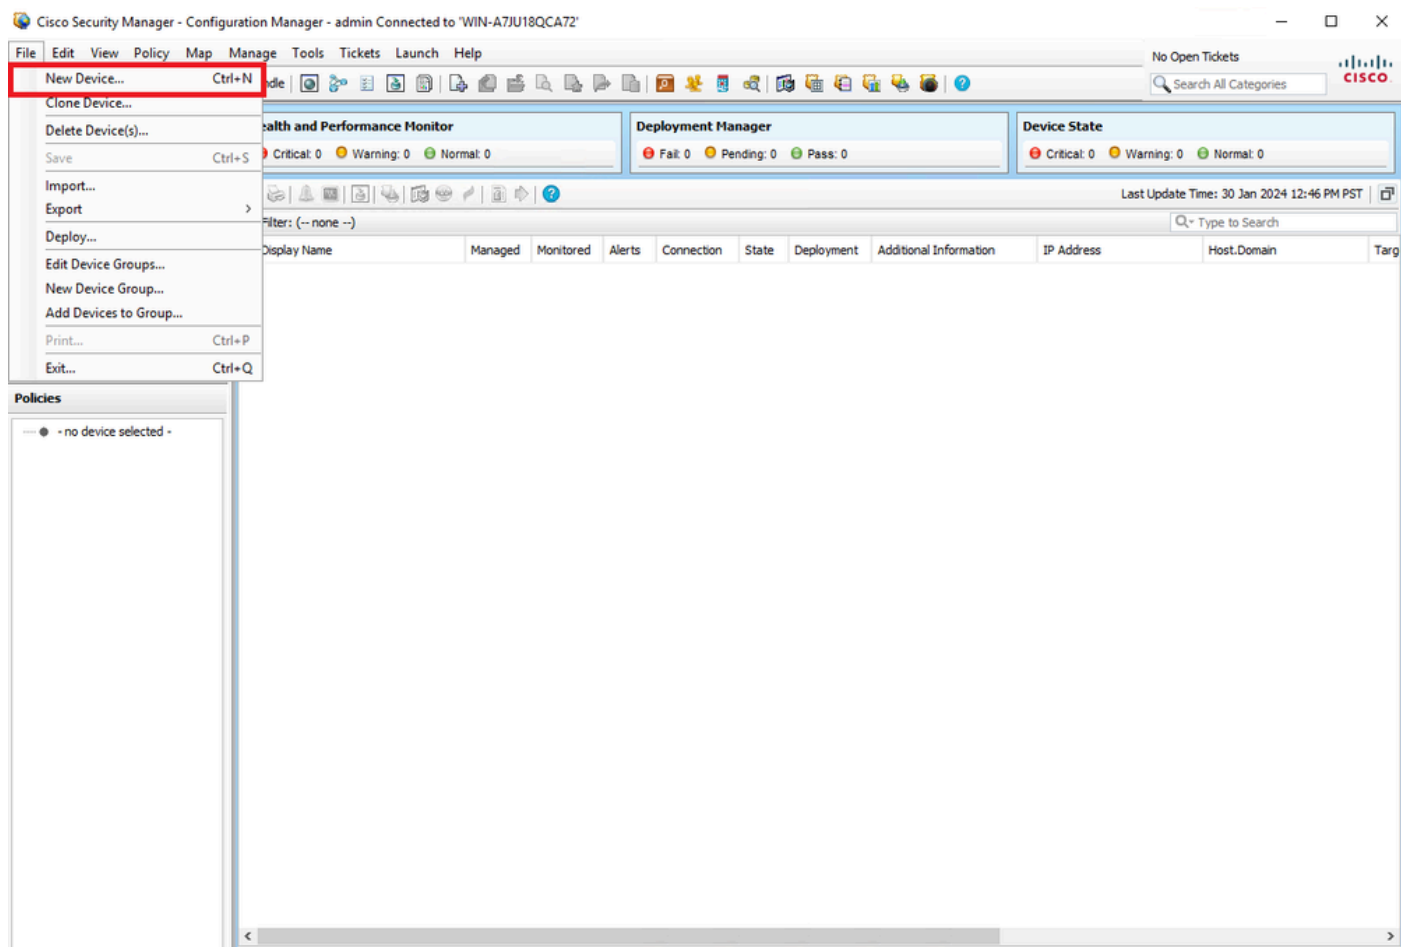 Cisco Security Manager - Configuration Manager - admin Connected to 'WIN-A7JU18QCA72'
File Edit View Policy Map Manage Tools Tickets Launch Help
No Open Tickets
New Device... Ctrl+N
Search All Categories
CISCO
Clone Device...
Delete Device(s)...
Save Ctrl+S
Import...
Export
Deploy...
Edit Device Groups...
New Device Group...
Add Devices to Group...
Print... Ctrl+P
Exit... Ctrl+Q
ealth and Performance Monitor
Critical: 0 Warning: 0 Normal: 0
Deployment Manager
Fail: 0 Pending: 0 Pass: 0
Device State
Critical: 0 Warning: 0 Normal: 0
Last Update Time: 30 Jan 2024 12:46 PM PST
Filter: (-- none --)
Type to Search
Display Name Managed Monitored Alerts Connection State Deployment Additional Information IP Address Host.Domain Targ
Policies
- no device selected -